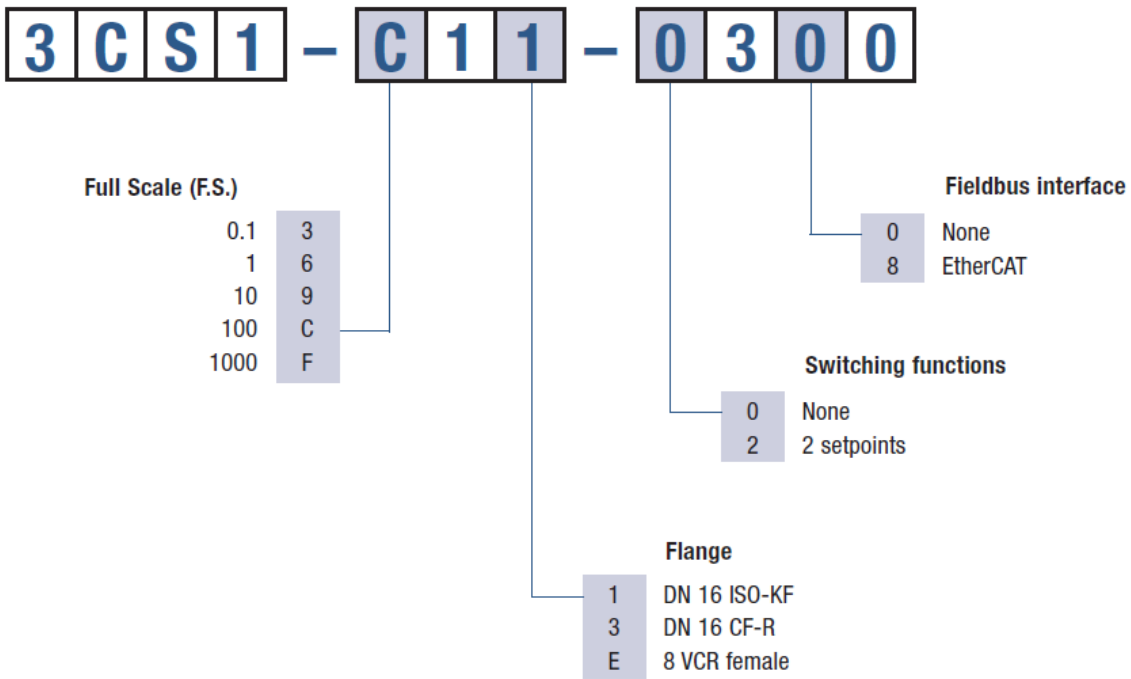 3CS1 – C11 – 0300
Full Scale (F.S.)
0.1 3
1 6
10 9
100 C
1000 F
Fieldbus interface
0 None
8 EtherCAT
Switching functions
0 None
2 2 setpoints
Flange
1 DN 16 ISO-KF
3 DN 16 CF-R
E 8 VCR female